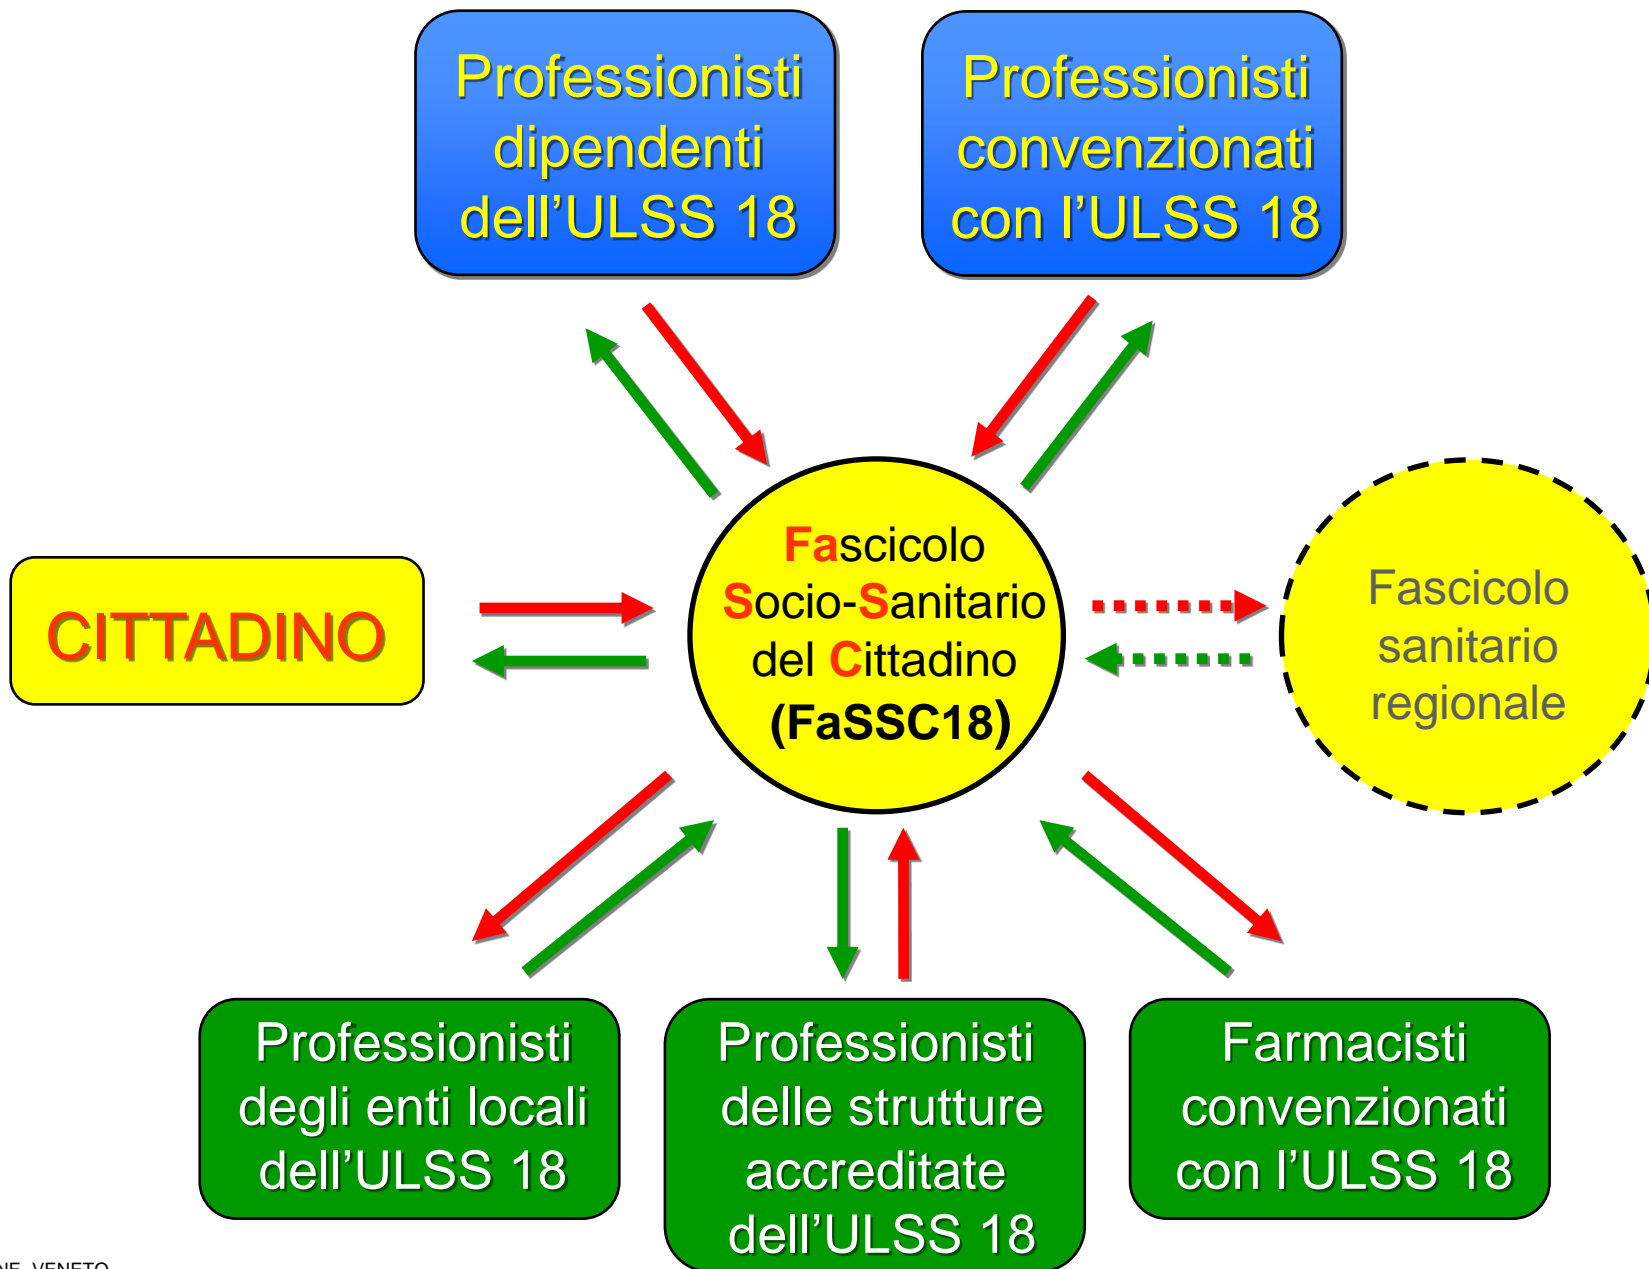 Professionisti
dipendenti
dell'ULSS 18
Professionisti
convenzionati
con l'ULSS 18
CITTADINO
Fascicolo
Socio-Sanitario
del Cittadino
(FaSSC18)
Fascicolo
sanitario
regionale
Professionisti
degli enti locali
dell'ULSS 18
Professionisti
delle strutture
accreditate
dell'ULSS 18
Farmacisti
convenzionati
con l'ULSS 18
VENETO